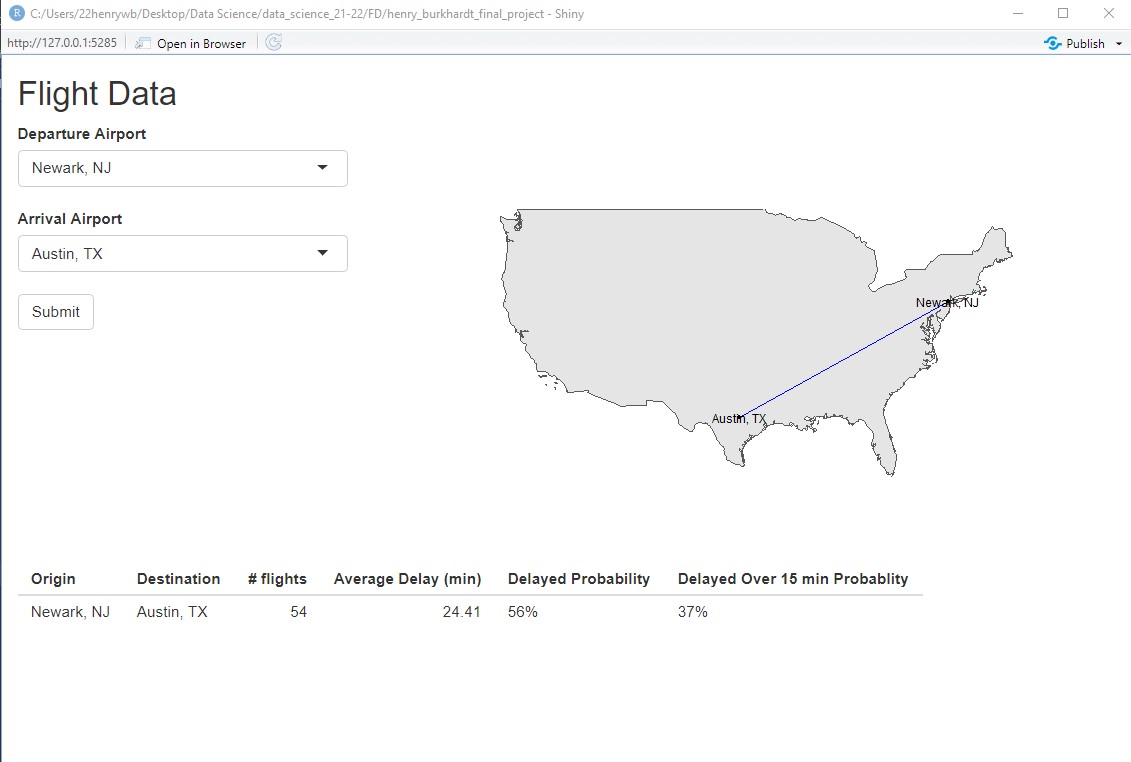 C:/Users/22henrywb/Desktop/Data Science/data_science_21-22/FD/henry_burkhardt_final_project - Shiny
http://127.0.0.1:5285 Open in Browser Publish
Flight Data
Departure Airport
Newark, NJ
Arrival Airport
Austin, TX
Submit
Newark, NJ
Austin, TX
Origin Destination # flights Average Delay (min) Delayed Probability Delayed Over 15 min Probablity
Newark, NJ Austin, TX 54 24.41 56% 37%